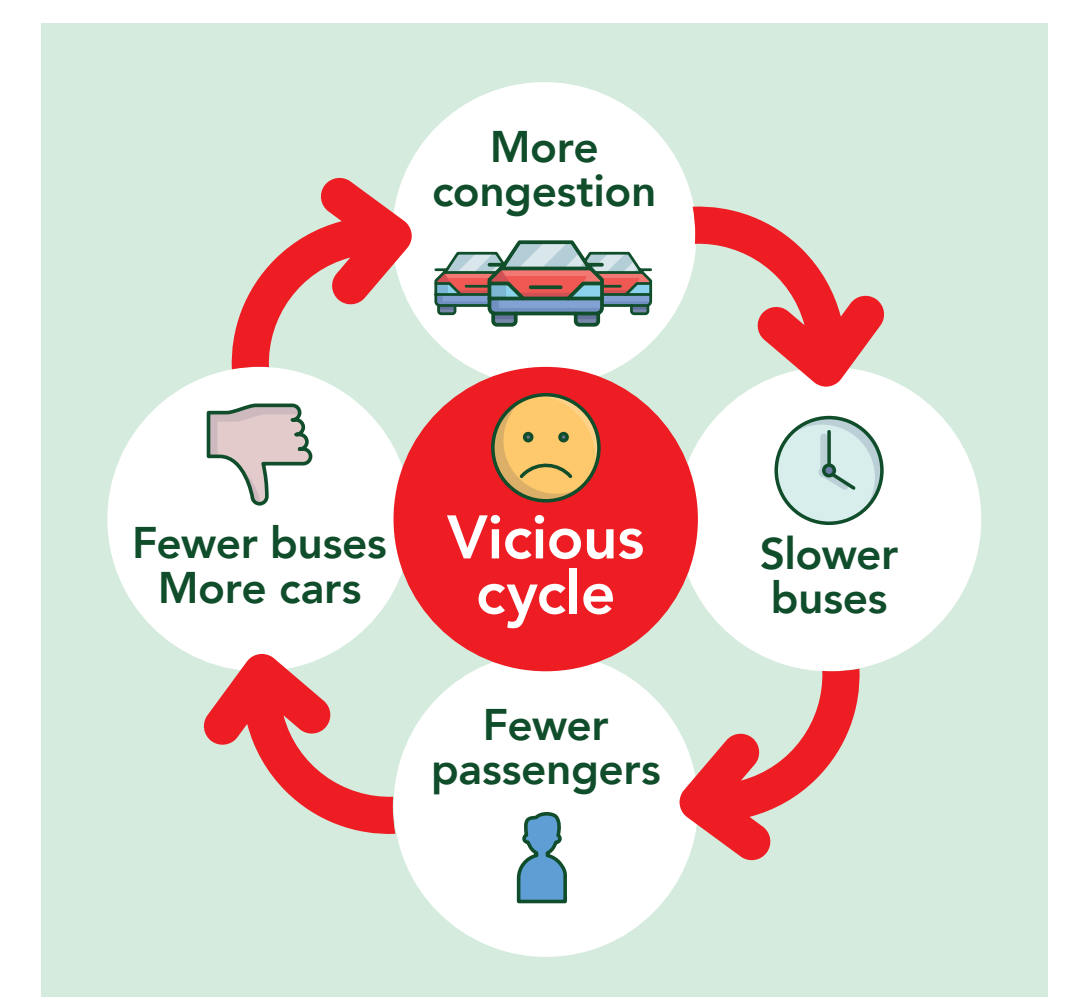 More
congestion
Slower
buses
Fewer
passengers
Fewer buses
More cars
Vicious
cycle